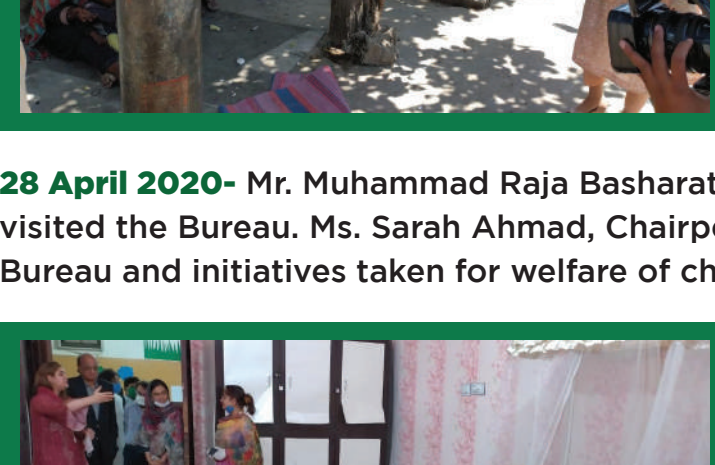 28 April 2020- Mr. Muhammad Raja Basharat
visited the Bureau. Ms. Sarah Ahmad, Chairpe
Bureau and initiatives taken for welfare of ch